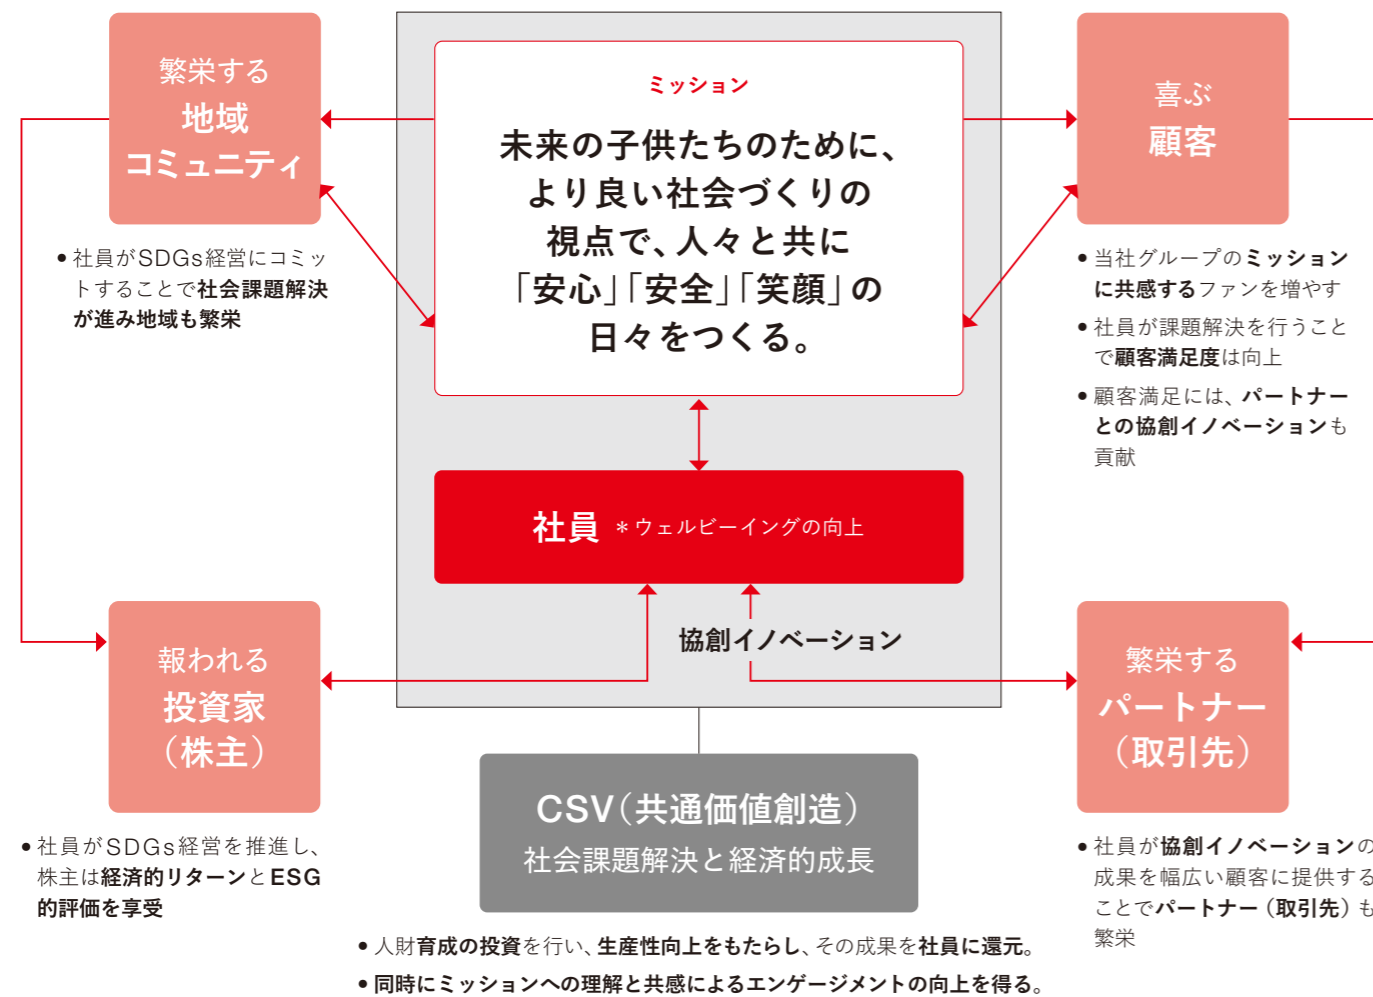 繁栄する
地域
コミュニティ
• 社員がSDGs経営にコミッ
トすることで社会課題解決
が進み地域も繁栄
ミッション
未来の子供たちのために、
より良い社会づくりの
視点で、人々と共に
「安心」「安全」「笑顔」の
日々をつくる。
喜ぶ
顧客
• 当社グループのミッション
に共感するファンを増やす
• 社員が課題解決を行うこと
で顧客満足度は向上
• 顧客満足には、パートナー
との協創イノベーションも
貢献
社員 *ウェルビーイングの向上
協創イノベーション
報われる
投資家
（株主）
• 社員がSDGs経営を推進し、
株主は経済的リターンとESG
的評価を享受
繁栄する
パートナー
（取引先）
• 社員が協創イノベーションの
成果を幅広い顧客に提供する
ことでパートナー（取引先）も
繁栄
CSV（共通価値創造）
社会課題解決と経済的成長
• 人財育成の投資を行い、生産性向上をもたらし、その成果を社員に還元。
• 同時にミッションへの理解と共感によるエンゲージメントの向上を得る。